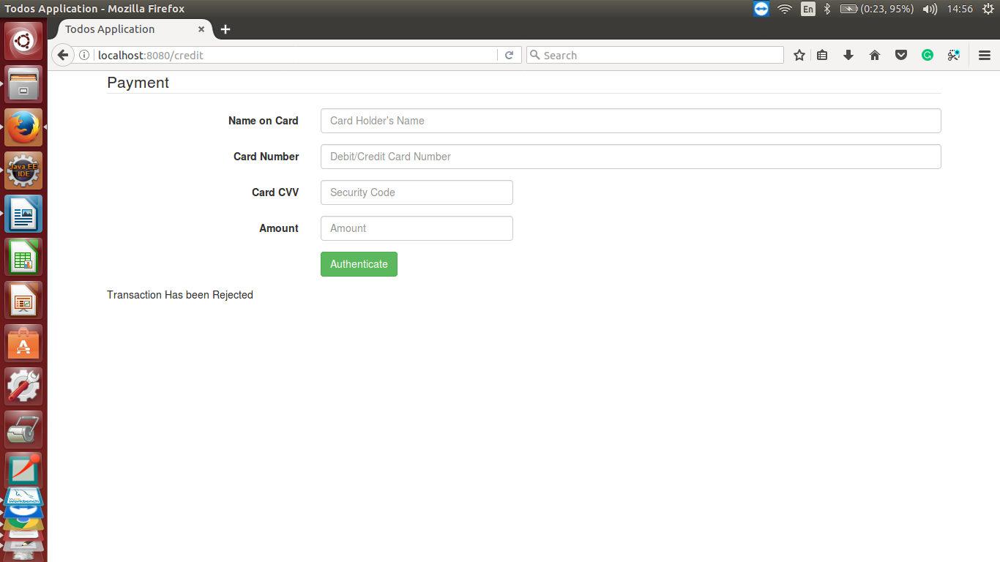 Todos Application - Mozilla Firefox
En
(0:23, 95%)
14:56
Todos Application
localhost:8080/credit
Search
Payment
Name on Card
Card Holder's Name
Card Number
Debit/Credit Card Number
Card CVV
Security Code
Amount
Amount
Authenticate
Transaction Has been Rejected
Java EE
IDE
Workbench